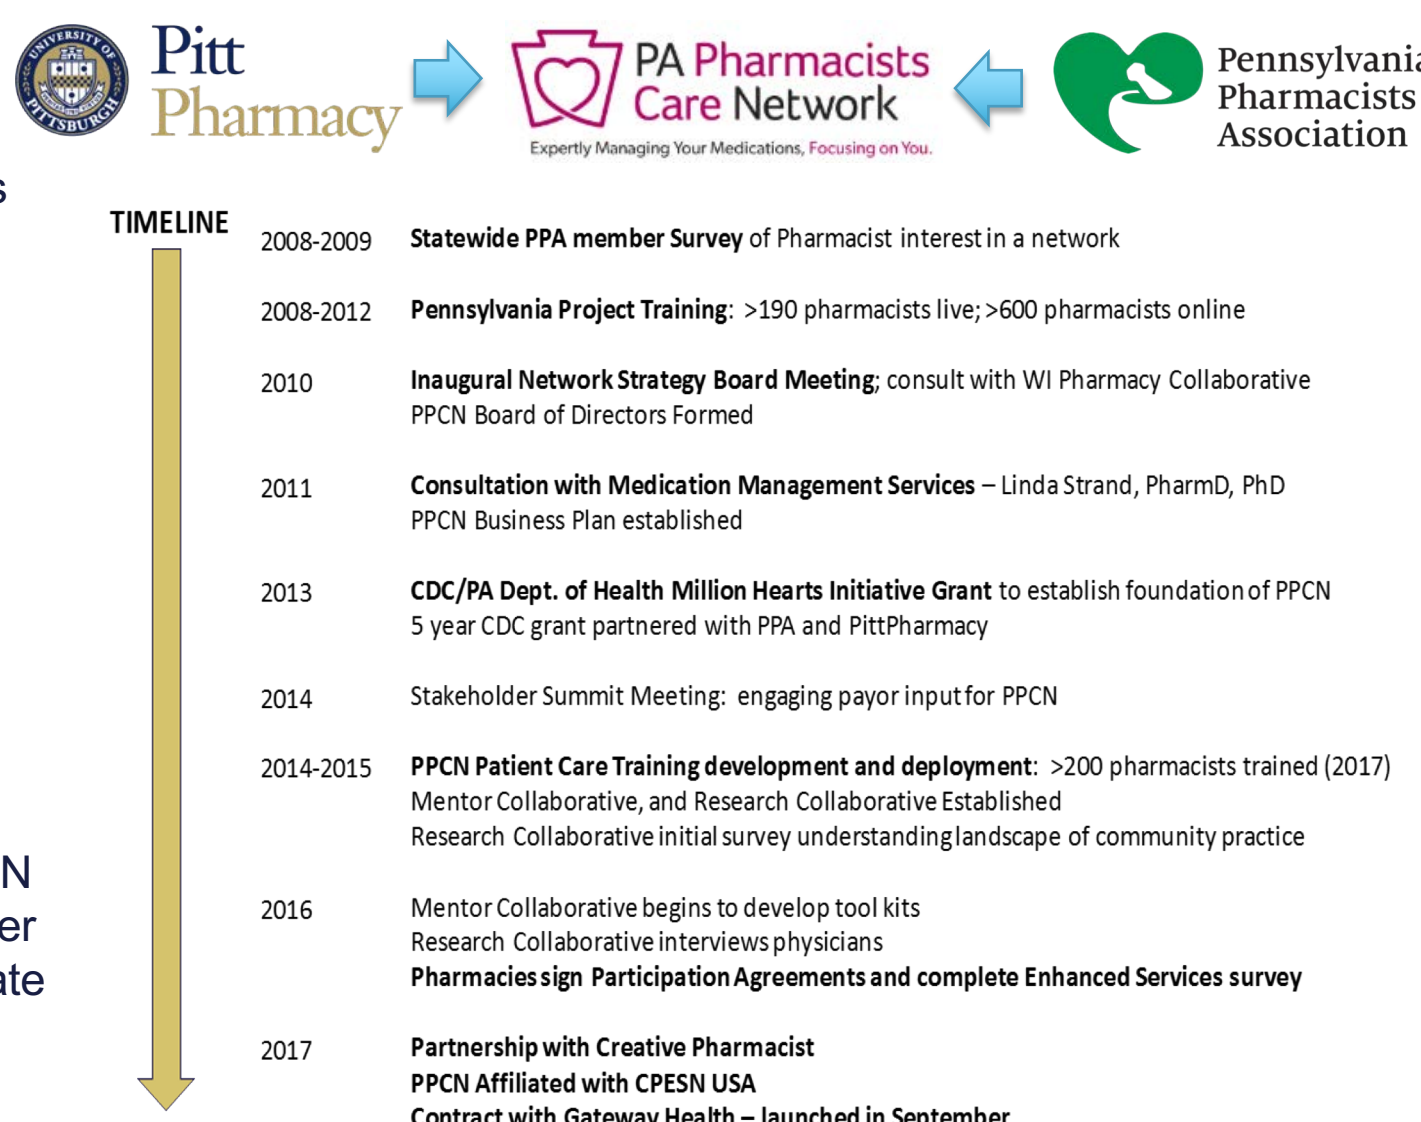 UNIVERSITY OF
PITTSBURGH
Pitt
Pharmacy
PA Pharmacists
Care Network
Expertly Managing Your Medications, Focusing on You.
Pennsylvania
Pharmacists
Association
s
TIMELINE
2008-2009 Statewide PPA member Survey of Pharmacist interest in a network
2008-2012 Pennsylvania Project Training: >190 pharmacists live; >600 pharmacists online
2010 Inaugural Network Strategy Board Meeting; consult with WI Pharmacy Collaborative
PPCN Board of Directors Formed
2011 Consultation with Medication Management Services – Linda Strand, PharmD, PhD
PPCN Business Plan established
2013 CDC/PA Dept. of Health Million Hearts Initiative Grant to establish foundation of PPCN
5 year CDC grant partnered with PPA and PittPharmacy
2014 Stakeholder Summit Meeting: engaging payor input for PPCN
2014-2015 PPCN Patient Care Training development and deployment: >200 pharmacists trained (2017)
Mentor Collaborative, and Research Collaborative Established
Research Collaborative initial survey understanding landscape of community practice
N
er
ate
2016 Mentor Collaborative begins to develop tool kits
Research Collaborative interviews physicians
Pharmacies sign Participation Agreements and complete Enhanced Services survey
2017 Partnership with Creative Pharmacist
PPCN Affiliated with CPESN USA
Contract with Gateway Health – launched in September